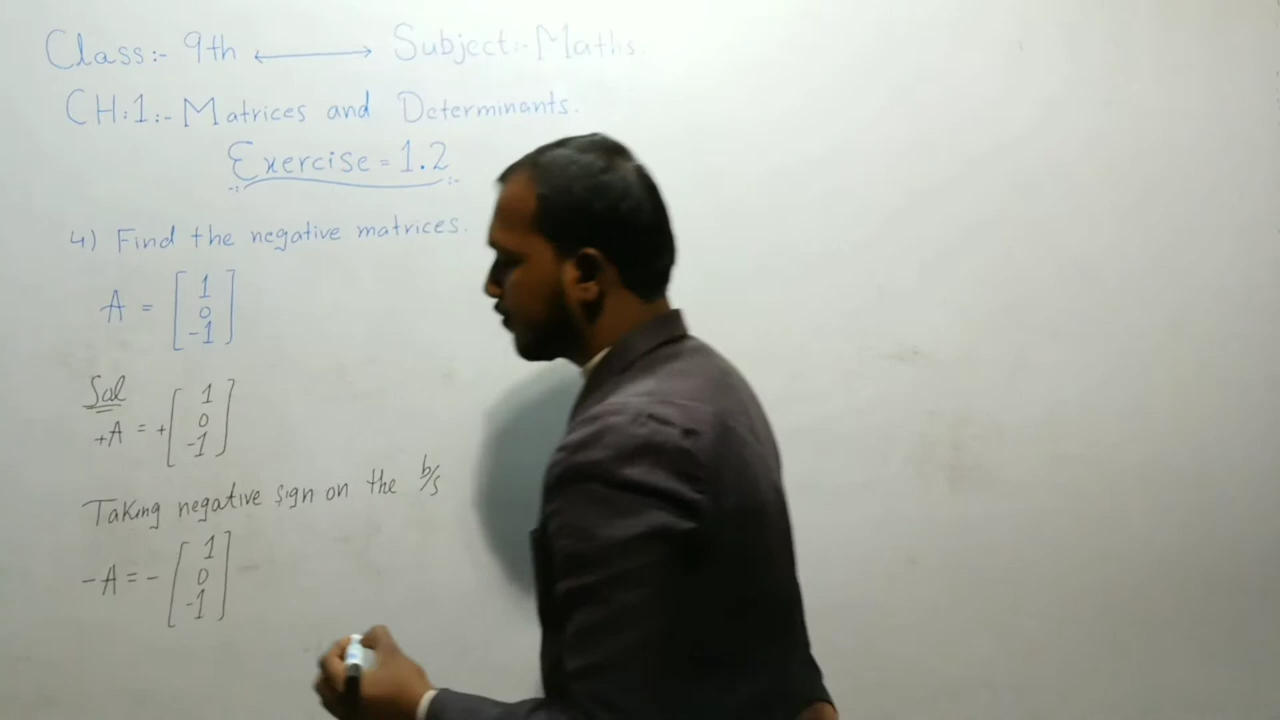 Class:- 9th ⟷ Subject:- Maths.
CH:1:- Matrices and Determinants.
Exercise = 1.2
4) Find the negative matrices.
A = [ 1
0
-1 ]
Sol
+A = + [ 1
0
-1 ]
Taking negative sign on the b/s
-A = - [ 1
0
-1 ]